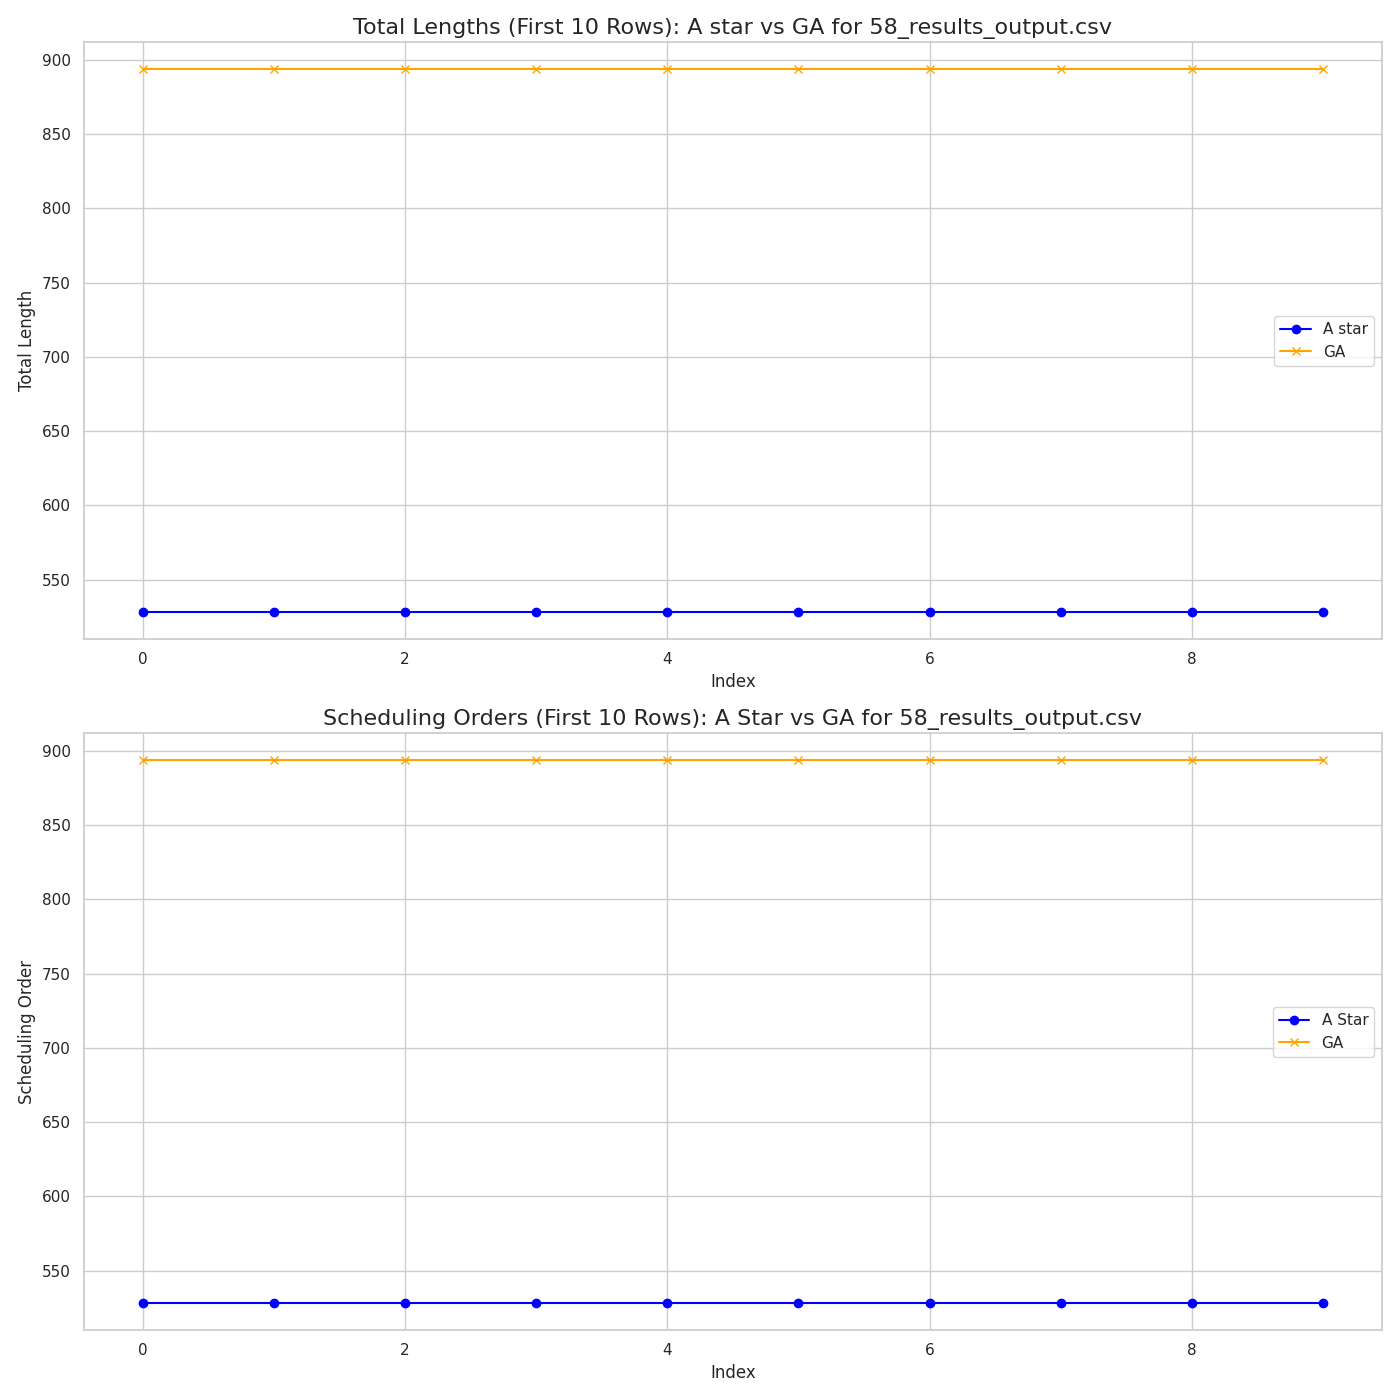 Total Lengths (First 10 Rows): A star vs GA for 58_results_output.csv
900
850
800
750
700
650
600
550
Total Length
A star
GA
0 2 4 6 8
Index
Scheduling Orders (First 10 Rows): A Star vs GA for 58_results_output.csv
900
850
800
750
700
650
600
550
Scheduling Order
A Star
GA
0 2 4 6 8
Index